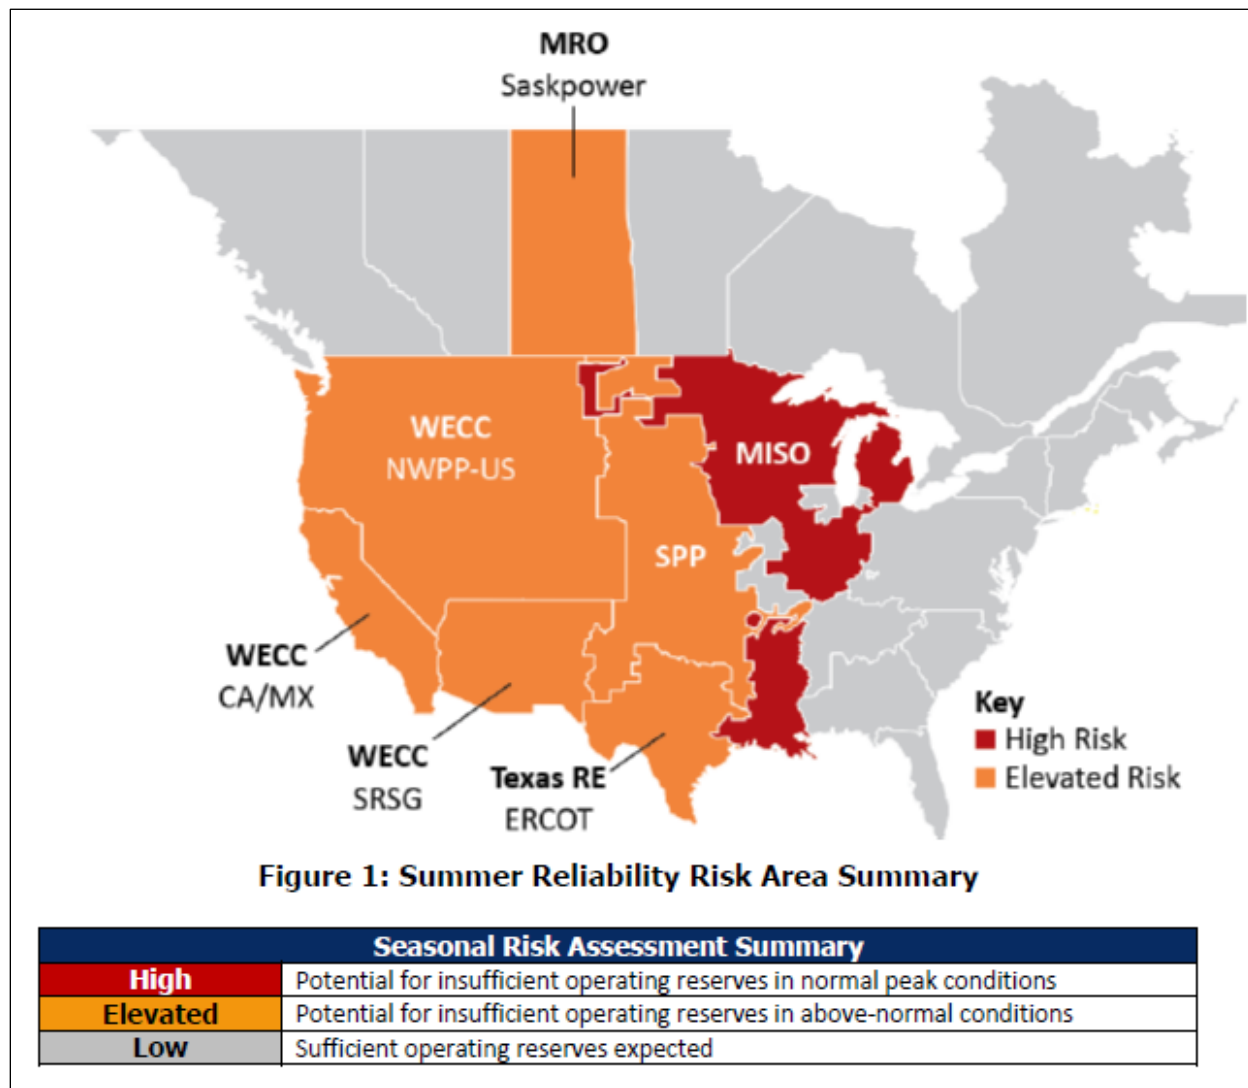 MRO
Saskpower
WECC
NWPP-US
MISO
SPP
WECC
CA/MX
WECC
SRSG
Texas RE
ERCOT
Key
High Risk
Elevated Risk
Figure 1: Summer Reliability Risk Area Summary
Seasonal Risk Assessment Summary
High Potential for insufficient operating reserves in normal peak conditions
Elevated Potential for insufficient operating reserves in above-normal conditions
Low Sufficient operating reserves expected